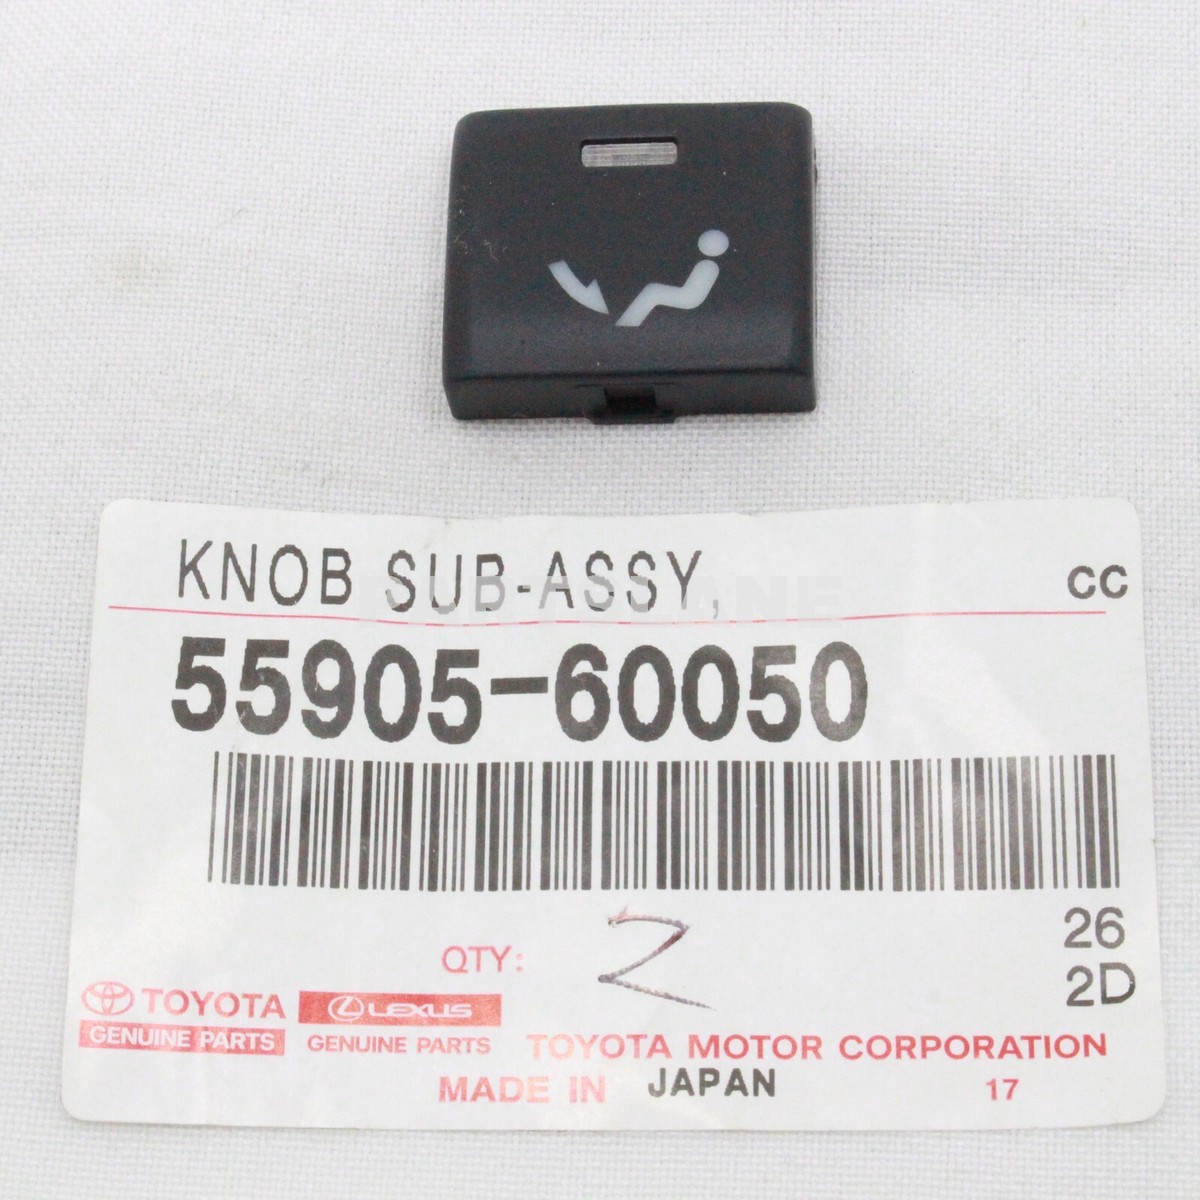 KNOB SUB-ASSY, CC
PARTSLANE
55905-60050
26
QTY: 2
2D
TOYOTA LEXUS
GENUINE PARTS GENUINE PARTS TOYOTA MOTOR CORPORATION
MADE IN JAPAN 17